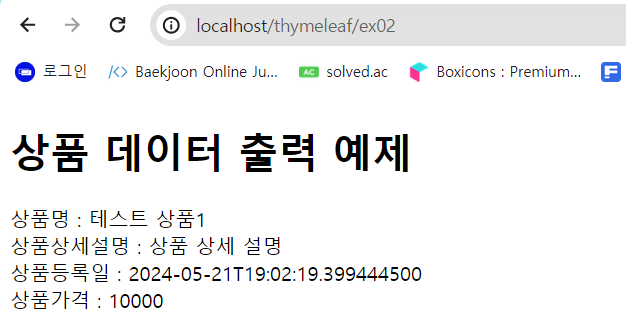 localhost/thymeleaf/ex02
로그인 </> Baekjoon Online Ju... AC solved.ac Boxicons : Premium...
상품 데이터 출력 예제
상품명 : 테스트 상품1
상품상세설명 : 상품 상세 설명
상품등록일 : 2024-05-21T19:02:19.399444500
상품가격 : 10000